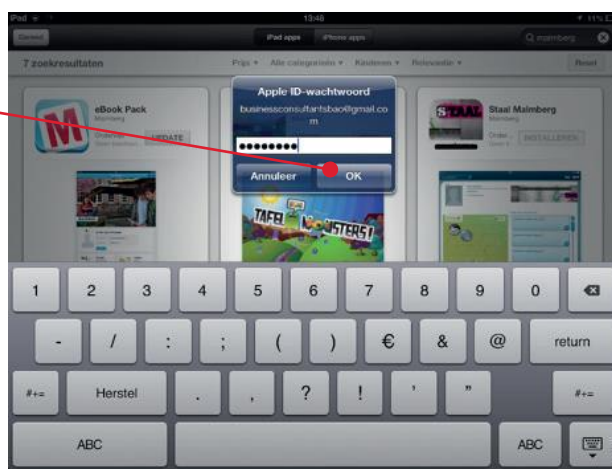 iPad
13:48
11%
iPad apps
iPhone apps
malmberg
7 zoekresultaten
Prijs
Alle categorieën
Kinderen
Relevantie
Reset
Apple ID-wachtwoord
businessconsultantsbao@gmail.co
m
Annuleer
OK
eBook Pack
Malmberg
UPDATE
STAAL
Staal Malmberg
Malmberg
INSTALLEREN
TAFEL MONSTERS!
1 2 3 4 5 6 7 8 9 0
- / : ; ( ) € & @ return
#+= Herstel . , ? ! ' " #+=
ABC ABC